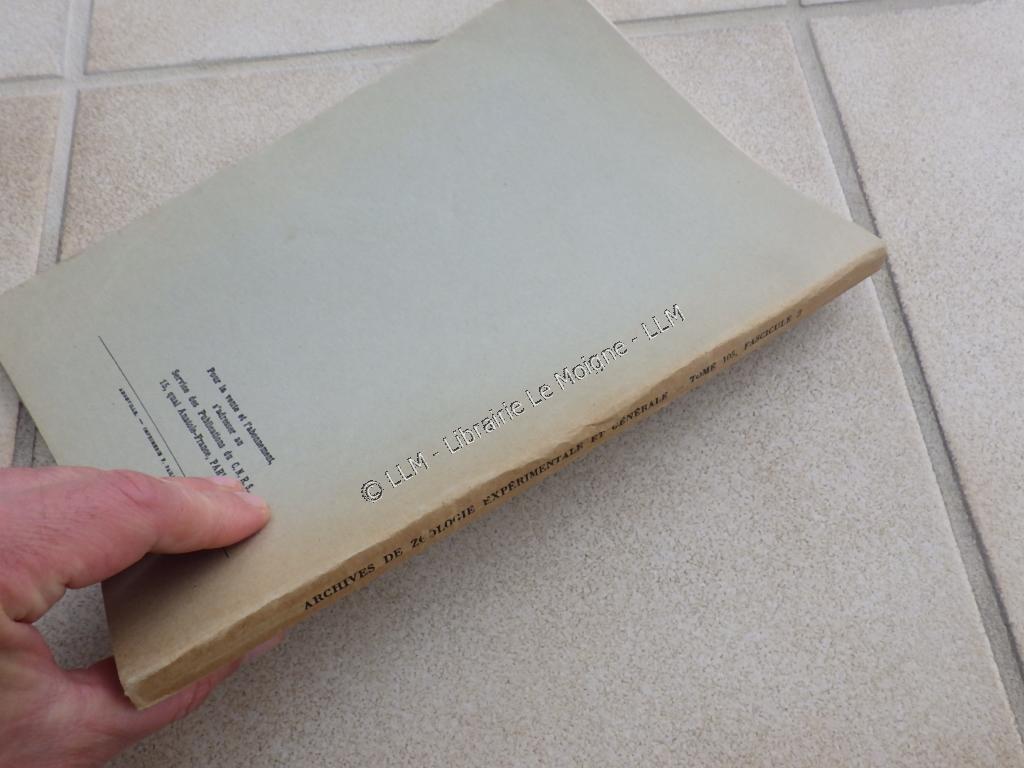 Pour la vente et l'abonnement,
s'adresser au
Service des Publications du C.N.R.S.
15, quai Anatole-France, PAR
© LLM - Librairie Le Moigne - LLM
ARCHIVES DE ZOOLOGIE EXPÉRIMENTALE ET GÉNÉRALE - TOME 105, FASCICULE 2